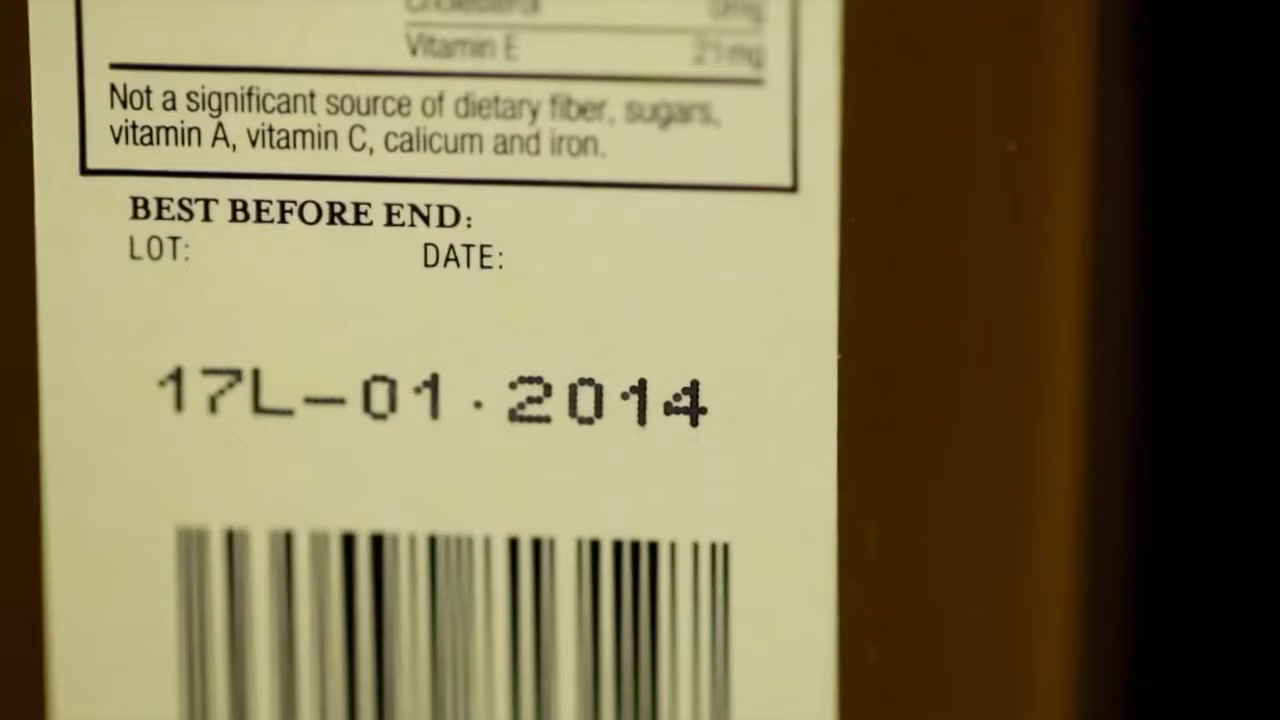 Cholesterol 0mg
Vitamin E 21mg
Not a significant source of dietary fiber, sugars,
vitamin A, vitamin C, calicum and iron.
BEST BEFORE END:
LOT: DATE:
17L-01·2014